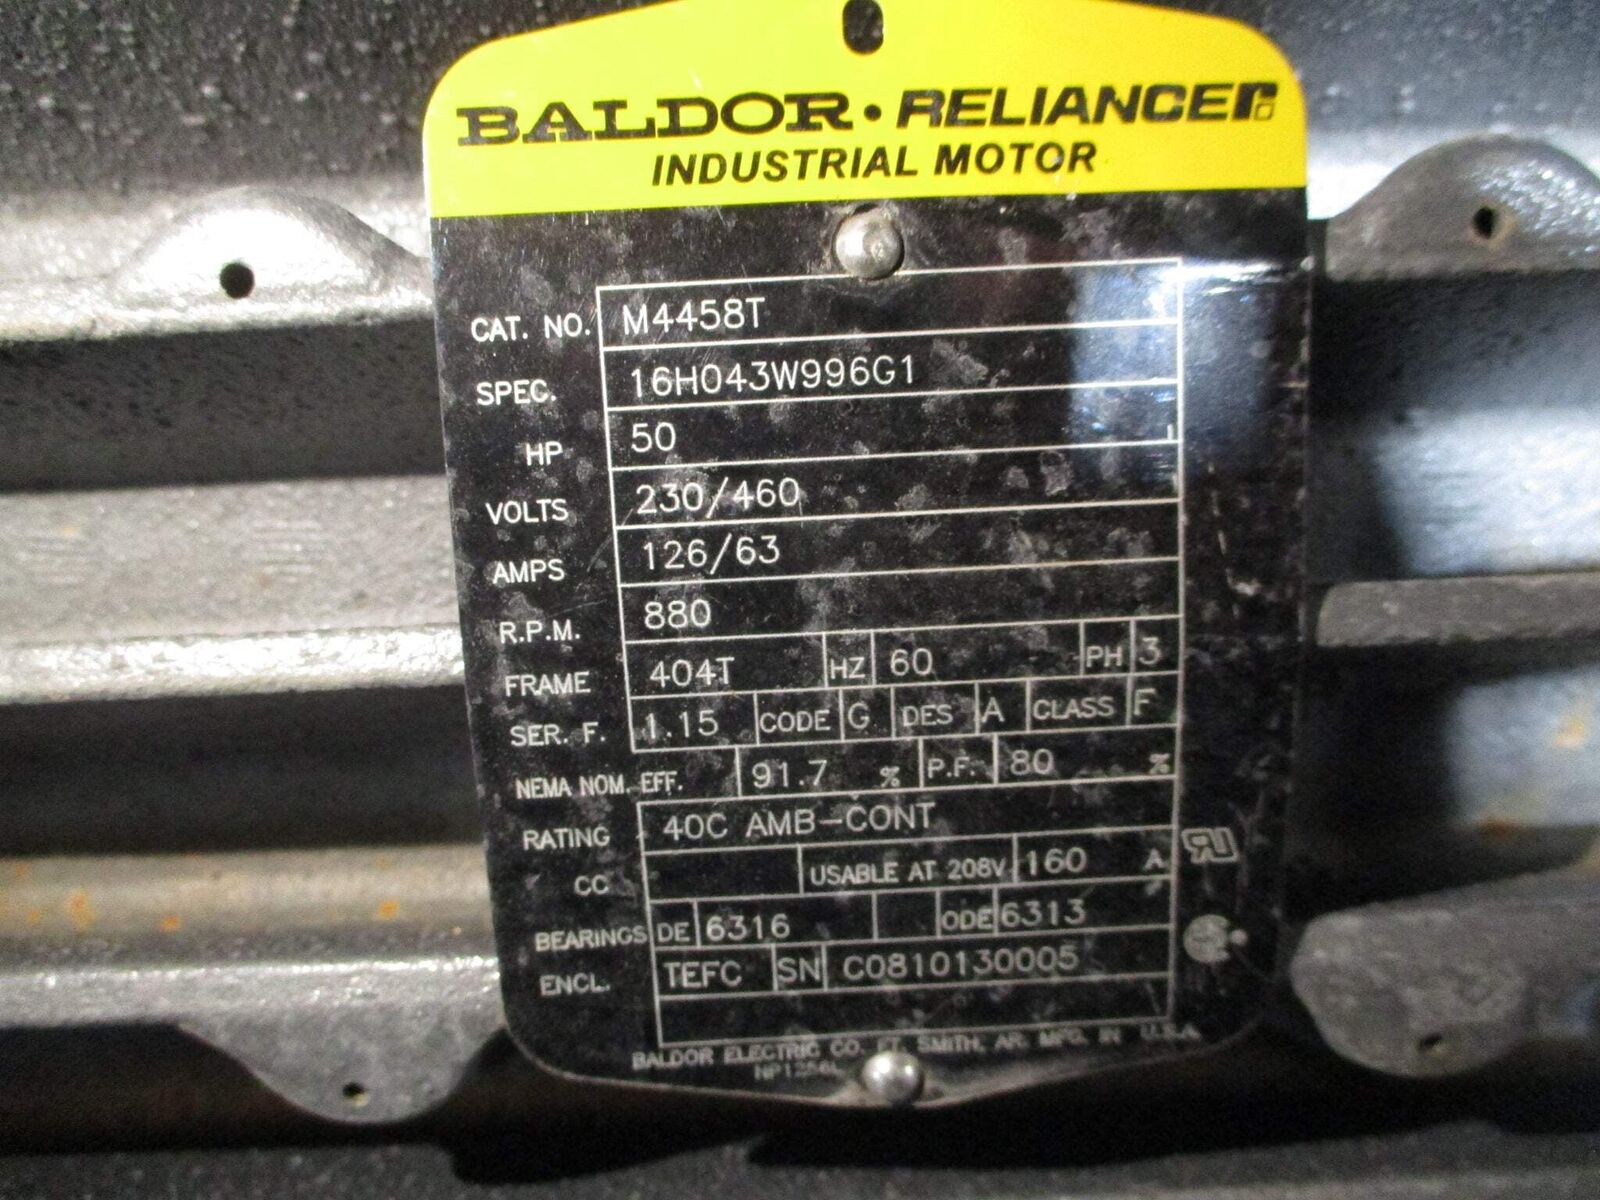 BALDOR • RELIANCER
INDUSTRIAL MOTOR
CAT. NO. M4458T
SPEC. 16H043W996G1
HP 50
VOLTS 230/460
AMPS 126/63
R.P.M. 880
FRAME 404T HZ 60 PH 3
SER. F. 1.15 CODE G DES A CLASS F
NEMA NOM. EFF. 91.7 % P.F. 80 %
RATING 40C AMB-CONT
CC USABLE AT 208V 160 A
BEARINGS DE 6316 ODE 6313
ENCL. TEFC SN C0810130005
BALDOR ELECTRIC CO. FT. SMITH, AR. MFG. IN U.S.A.